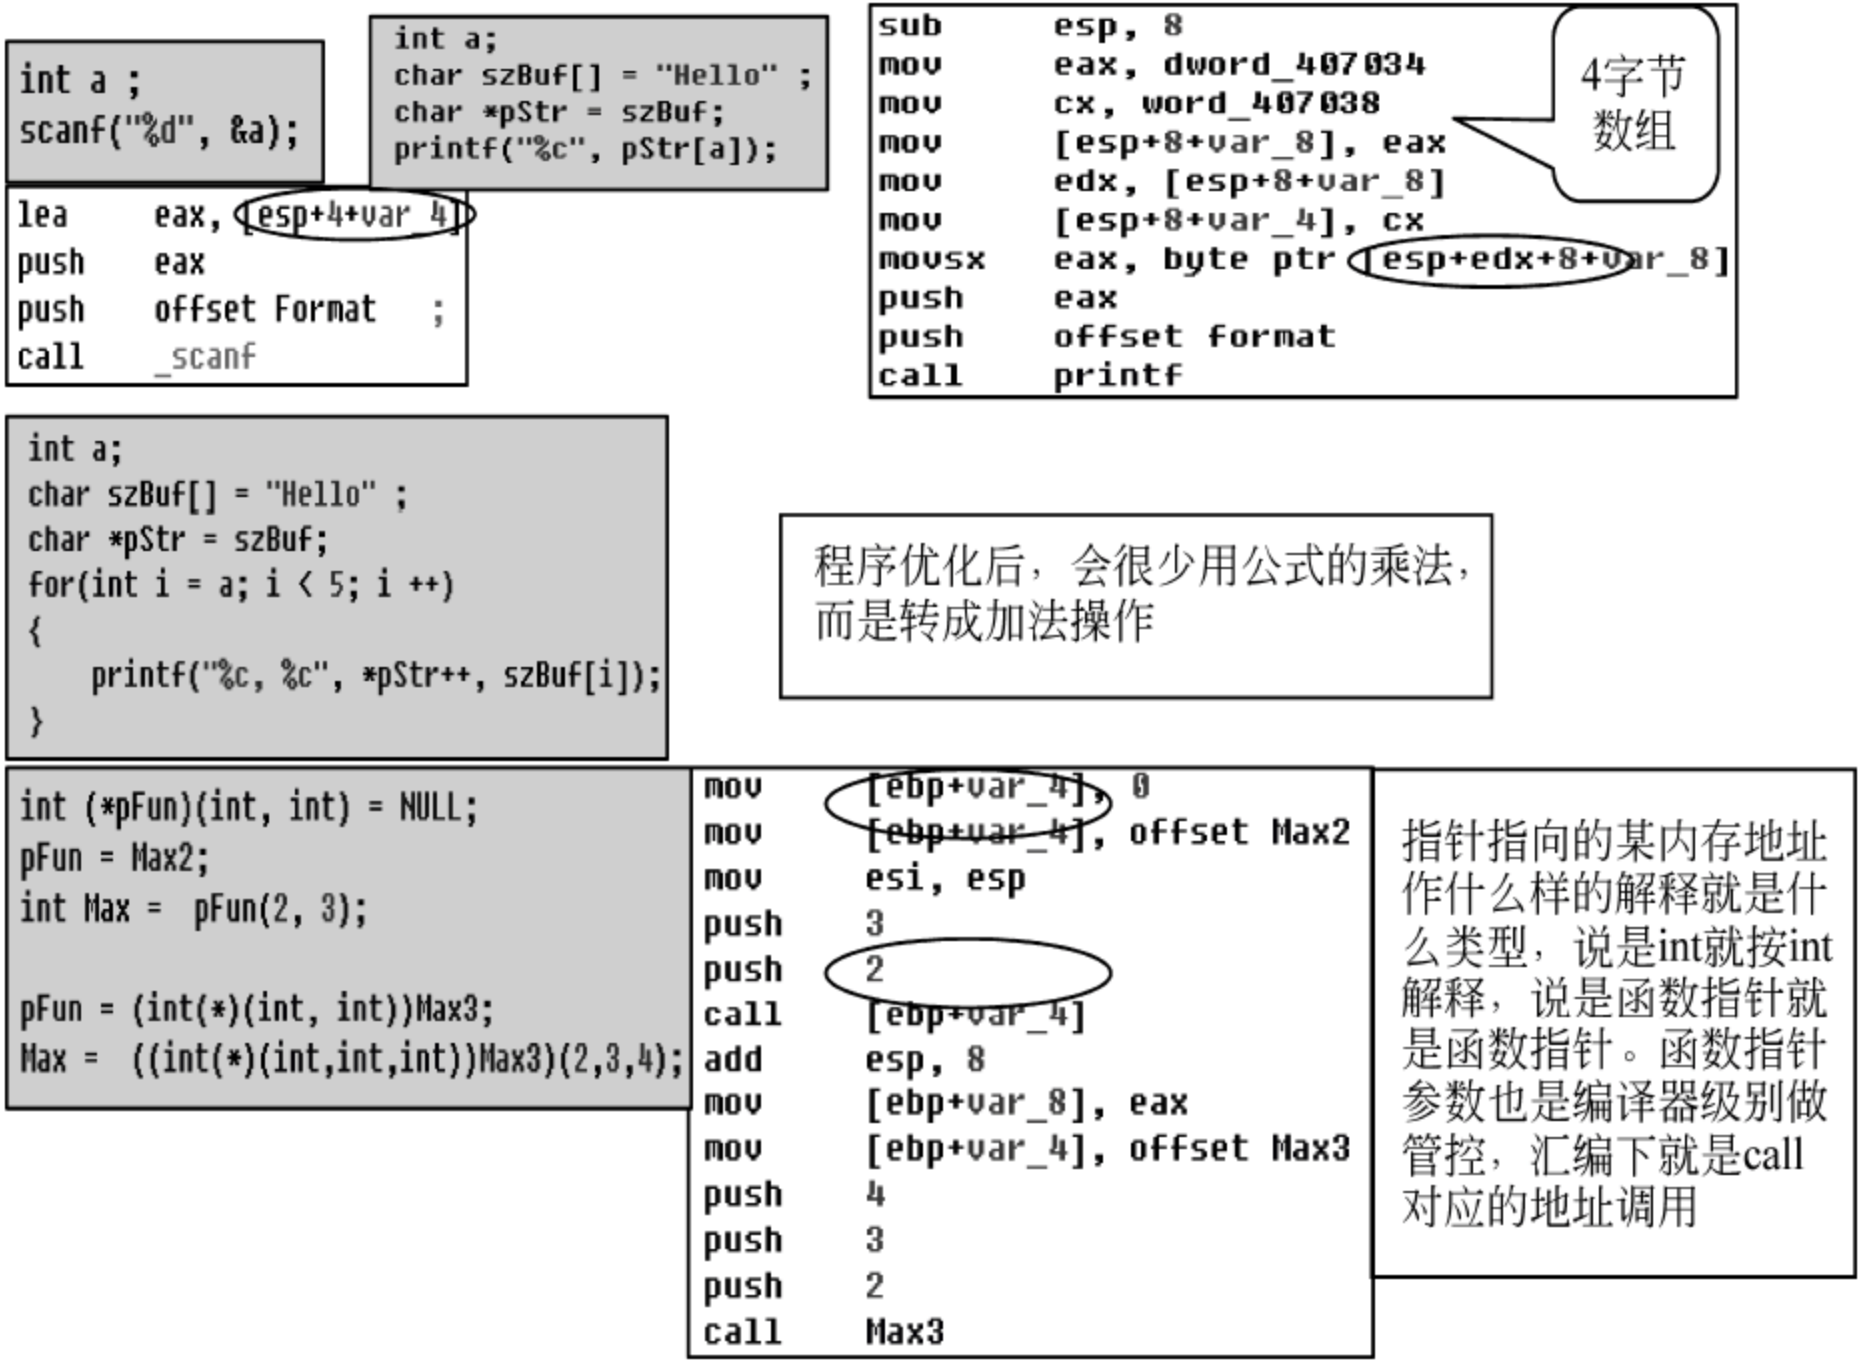 int a ;
scanf("%d", &a);
int a;
char szBuf[] = "Hello" ;
char *pStr = szBuf;
printf("%c", pStr[a]);
lea eax, [esp+4+var_4]
push eax
push offset Format ;
call _scanf
sub esp, 8
mov eax, dword_407034
mov cx, word_407038
mov [esp+8+var_8], eax
mov edx, [esp+8+var_8]
mov [esp+8+var_4], cx
movsx eax, byte ptr [esp+edx+8+var_8]
push eax
push offset format
call printf
4字节
数组
int a;
char szBuf[] = "Hello" ;
char *pStr = szBuf;
for(int i = a; i < 5; i ++)
{
printf("%c, %c", *pStr++, szBuf[i]);
}
程序优化后，会很少用公式的乘法，
而是转成加法操作
int (*pFun)(int, int) = NULL;
pFun = Max2;
int Max = pFun(2, 3);
pFun = (int(*)(int, int))Max3;
Max = ((int(*)(int,int,int))Max3)(2,3,4);
mov [ebp+var_4], 0
mov [ebp+var_4], offset Max2
mov esi, esp
push 3
push 2
call [ebp+var_4]
add esp, 8
mov [ebp+var_8], eax
mov [ebp+var_4], offset Max3
push 4
push 3
push 2
call Max3
指针指向的某内存地址
作什么样的解释就是什
么类型，说是int就按int
解释，说是函数指针就
是函数指针。函数指针
参数也是编译器级别做
管控，汇编下就是call
对应的地址调用